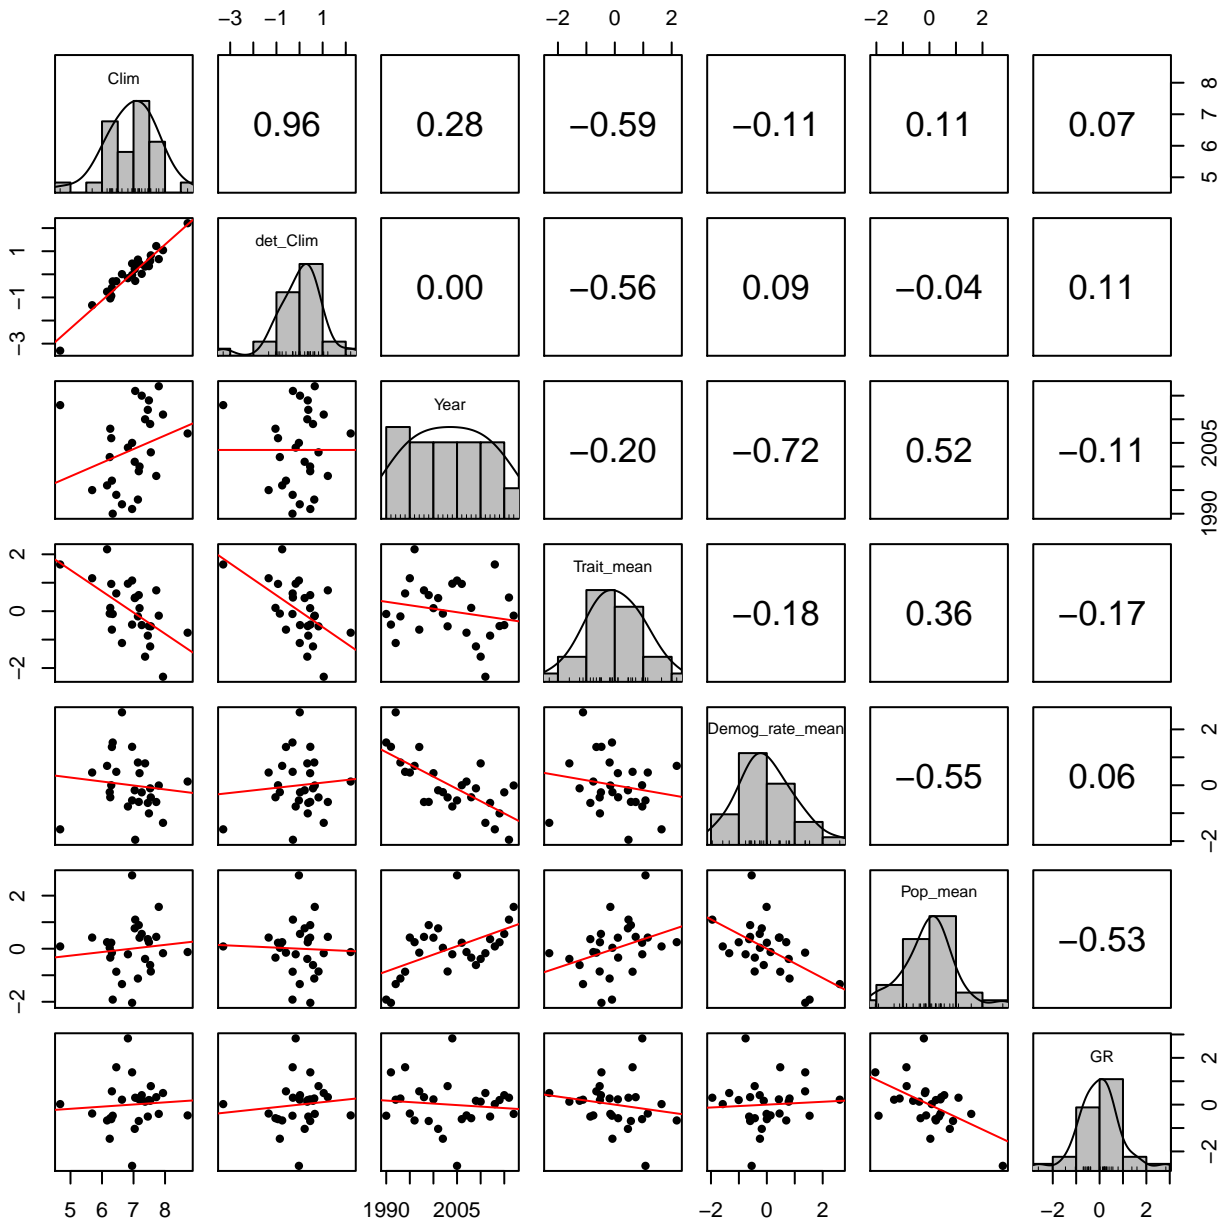 −3 −1 1 −2 0 2 −2 0 2
Clim 0.96 0.28 −0.59 −0.11 0.11 0.07 5 6 7 8
−3 −1 1 det_Clim 0.00 −0.56 0.09 −0.04 0.11
Year −0.20 −0.72 0.52 −0.11 1990 2005
−2 0 2 Trait_mean −0.18 0.36 −0.17
Demog_rate_mean −0.55 0.06 −2 0 2
−2 0 2 Pop_mean −0.53
GR −2 0 2
5 6 7 8 1990 2005 −2 0 2 −2 0 2